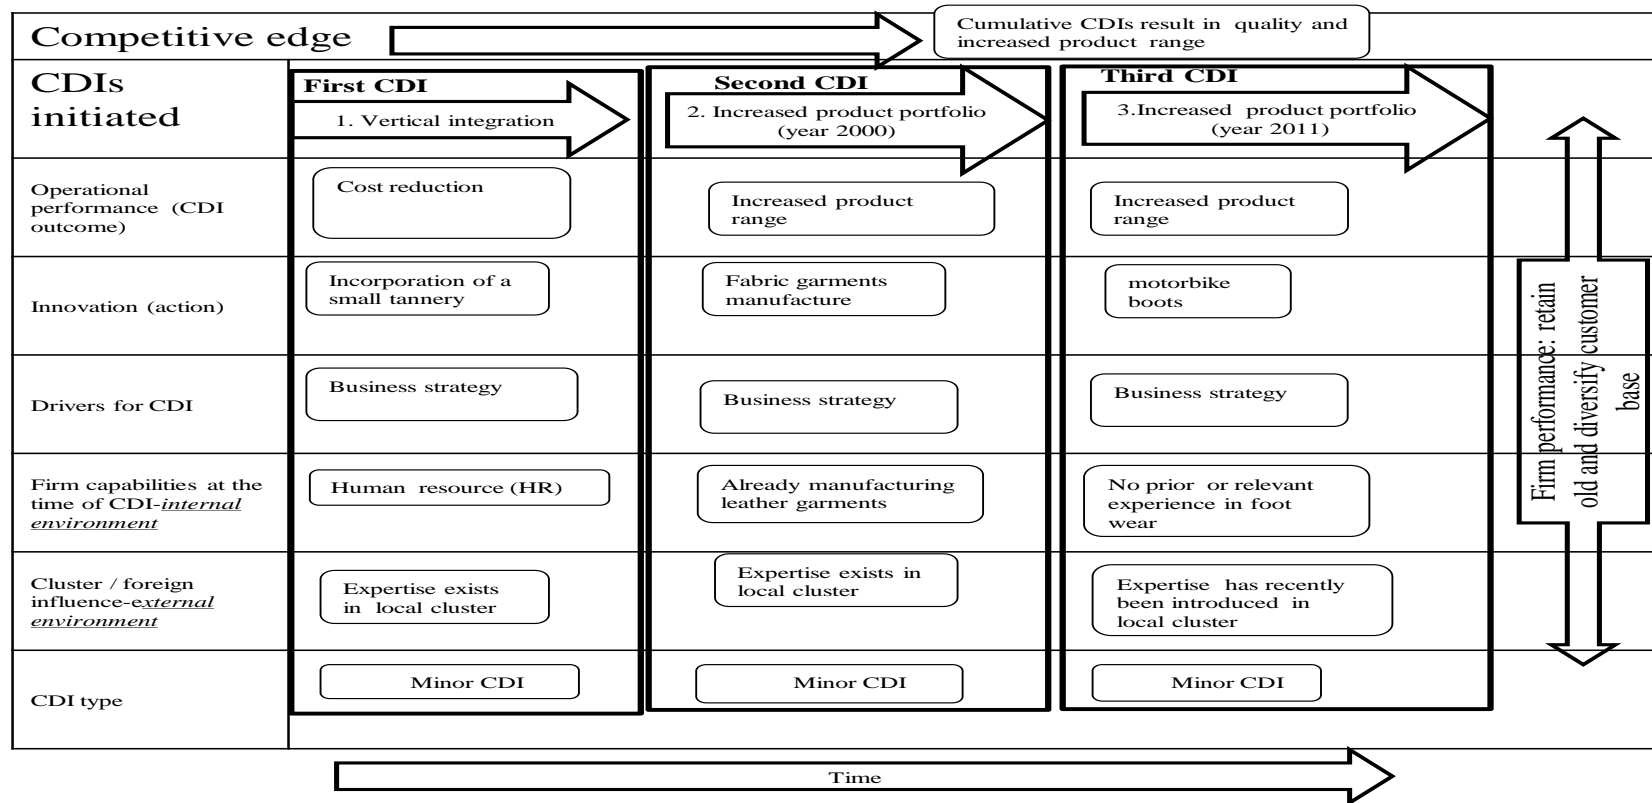 Competitive edge
Cumulative CDIs result in quality and
increased product range
CDIs
initiated
First CDI
1. Vertical integration
Second CDI
2. Increased product portfolio
(year 2000)
Third CDI
3.Increased product portfolio
(year 2011)
Operational
performance (CDI
outcome)
Cost reduction
Increased product
range
Increased product
range
Innovation (action)
Incorporation of a
small tannery
Fabric garments
manufacture
motorbike
boots
Drivers for CDI
Business strategy
Business strategy
Business strategy
Firm capabilities at the
time of CDI-internal
environment
Human resource (HR)
Already manufacturing
leather garments
No prior or relevant
experience in foot
wear
Cluster / foreign
influence-external
environment
Expertise exists
in local cluster
Expertise exists in
local cluster
Expertise has recently
been introduced in
local cluster
CDI type
Minor CDI
Minor CDI
Minor CDI
Firm performance: retain
old and diversify customer
base
Time